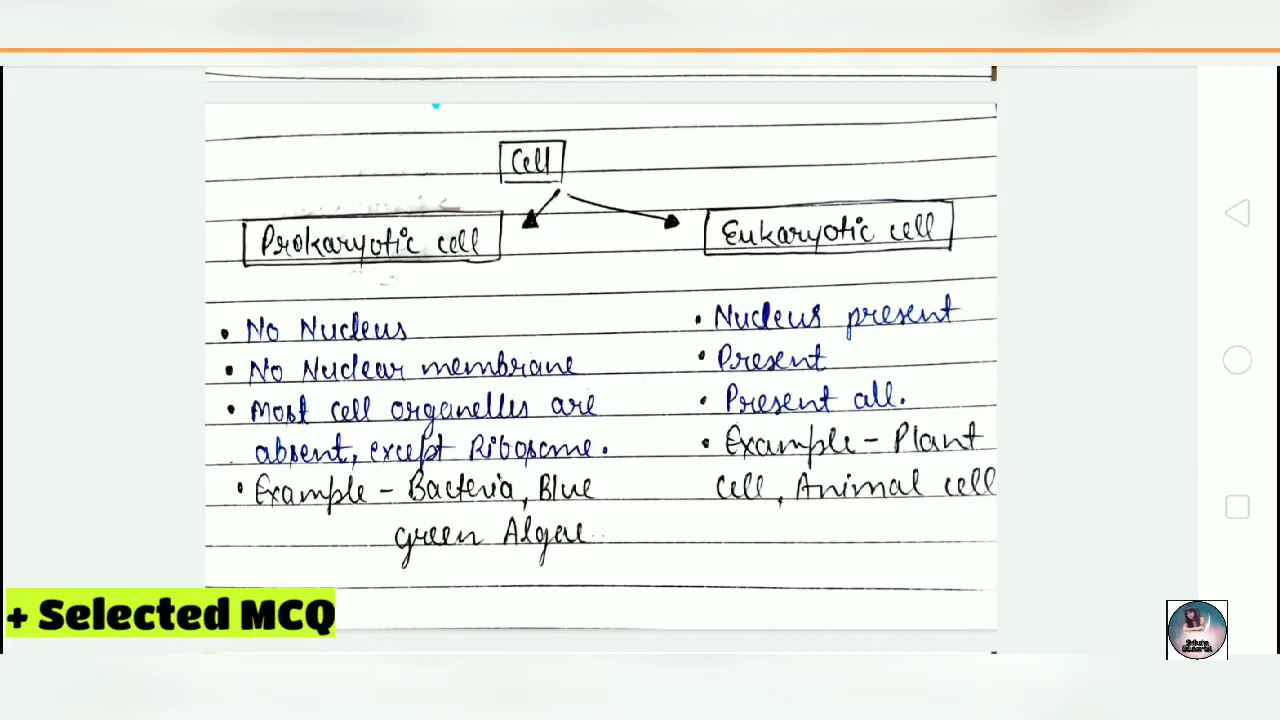 Cell
Prokaryotic cell
Eukaryotic cell
• No Nucleus
• No Nuclear membrane
• Most cell organelles are
absent, except Ribosome.
• Example - Bacteria, Blue
green Algae
• Nucleus present
• Present
• Present all.
• Example - Plant
cell, Animal cell
+ Selected MCQ